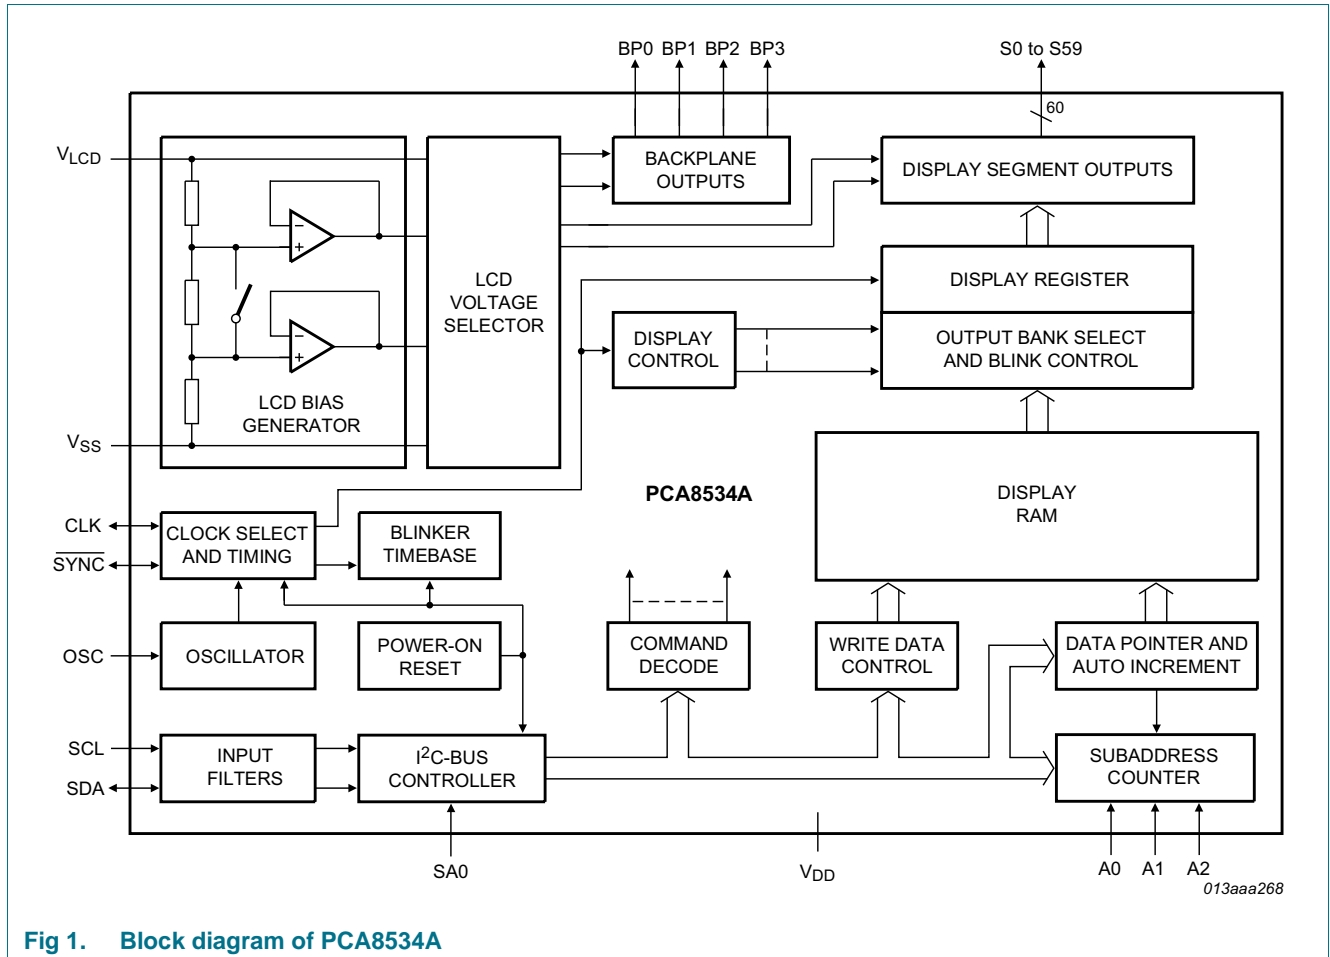 BP0 BP1 BP2 BP3
S0 to S59
60
VLCD
BACKPLANE
OUTPUTS
DISPLAY SEGMENT OUTPUTS
LCD
VOLTAGE
SELECTOR
DISPLAY REGISTER
DISPLAY
CONTROL
OUTPUT BANK SELECT
AND BLINK CONTROL
LCD BIAS
GENERATOR
VSS
PCA8534A
DISPLAY
RAM
CLK
SYNC
CLOCK SELECT
AND TIMING
BLINKER
TIMEBASE
OSC
OSCILLATOR
POWER-ON
RESET
COMMAND
DECODE
WRITE DATA
CONTROL
DATA POINTER AND
AUTO INCREMENT
SCL
SDA
INPUT
FILTERS
I2C-BUS
CONTROLLER
SUBADDRESS
COUNTER
SA0
VDD
A0 A1 A2
013aaa268
Fig 1. Block diagram of PCA8534A